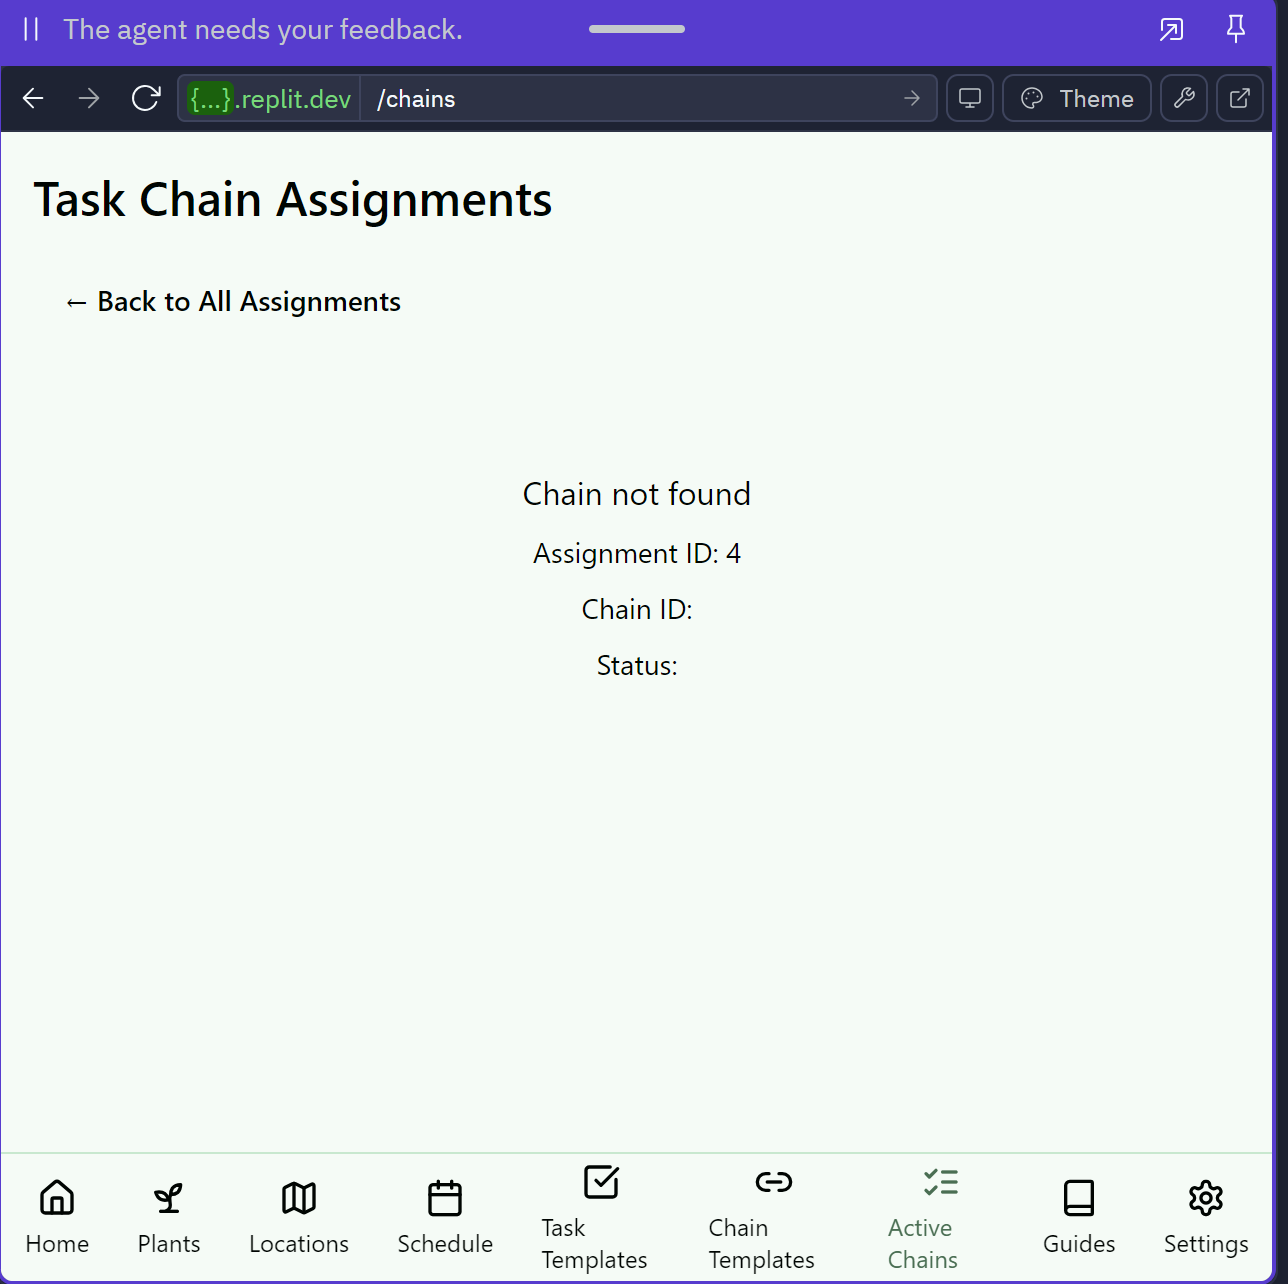 The agent needs your feedback.
{...}.replit.dev /chains Theme
Task Chain Assignments
← Back to All Assignments
Chain not found
Assignment ID: 4
Chain ID:
Status:
Home
Plants
Locations
Schedule
Task
Templates
Chain
Templates
Active
Chains
Guides
Settings